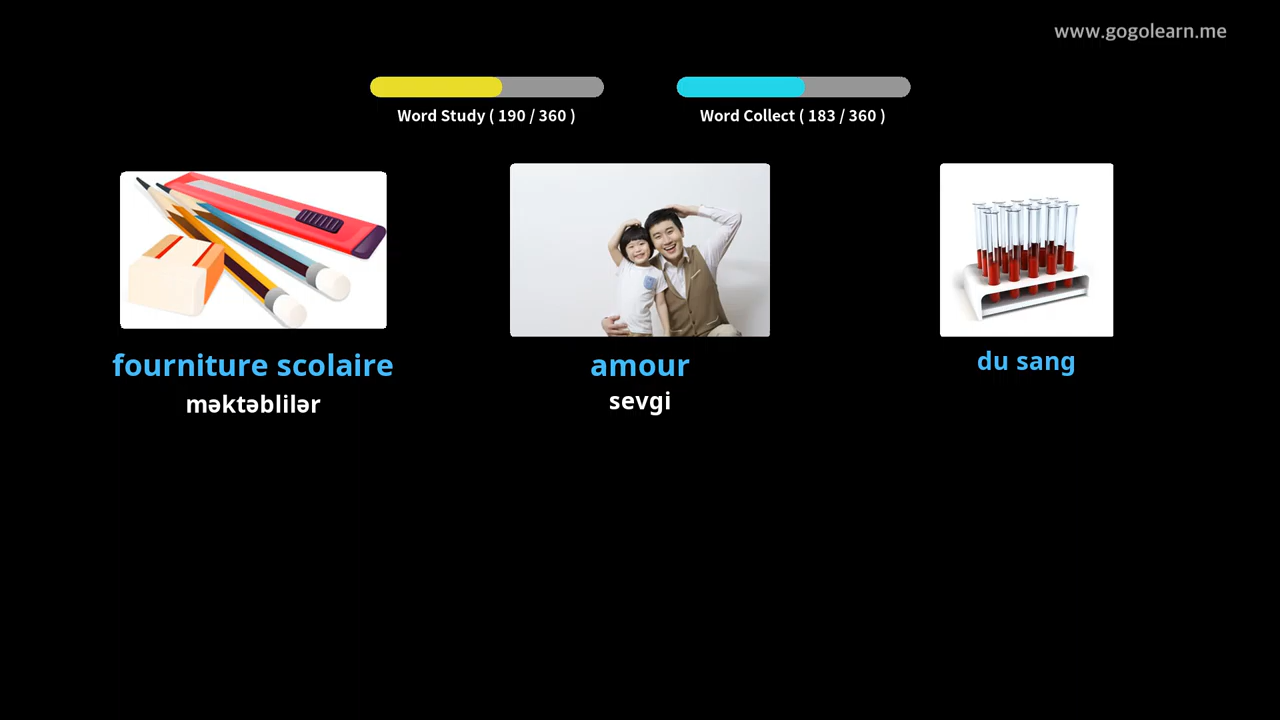 www.gogolearn.me
Word Study ( 190 / 360 )
Word Collect ( 183 / 360 )
fourniture scolaire
məktəblilər
amour
sevgi
du sang